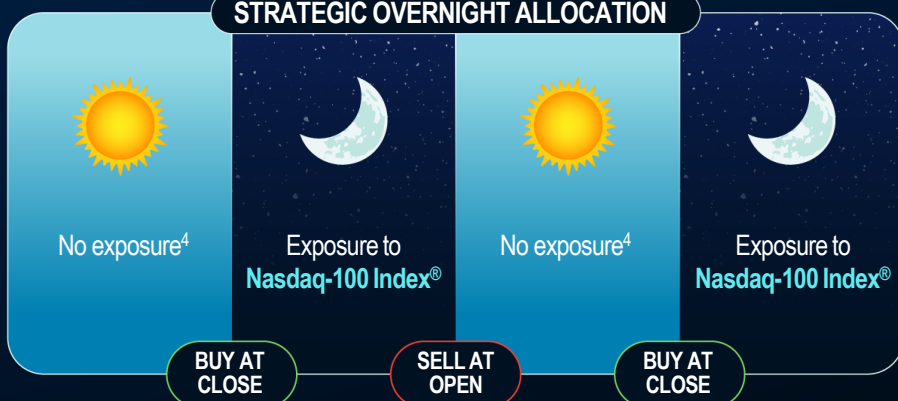 STRATEGIC OVERNIGHT ALLOCATION
No exposure⁴
Exposure to
Nasdaq-100 Index®
No exposure⁴
Exposure to
Nasdaq-100 Index®
BUY AT
CLOSE
SELL AT
OPEN
BUY AT
CLOSE